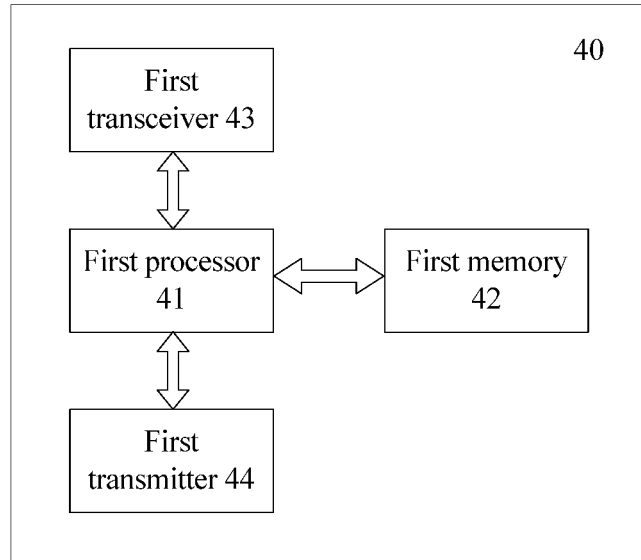 40
First
transceiver 43
First processor
41
First memory
42
First
transmitter 44